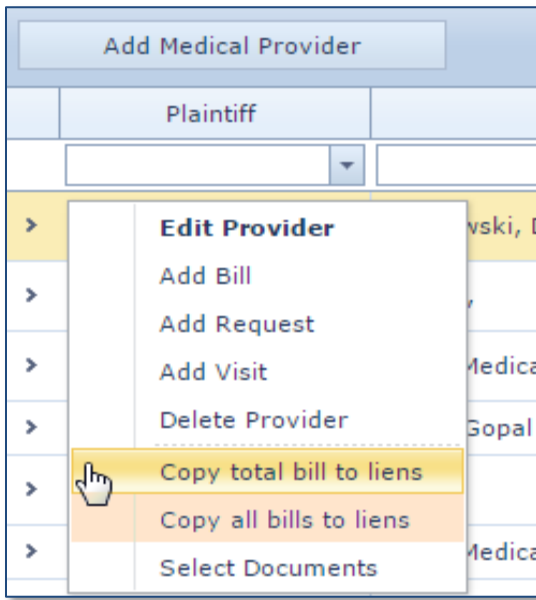 Add Medical Provider
Plaintiff
Edit Provider
Add Bill
Add Request
Add Visit
Delete Provider
Copy total bill to liens
Copy all bills to liens
Select Documents
Gopal